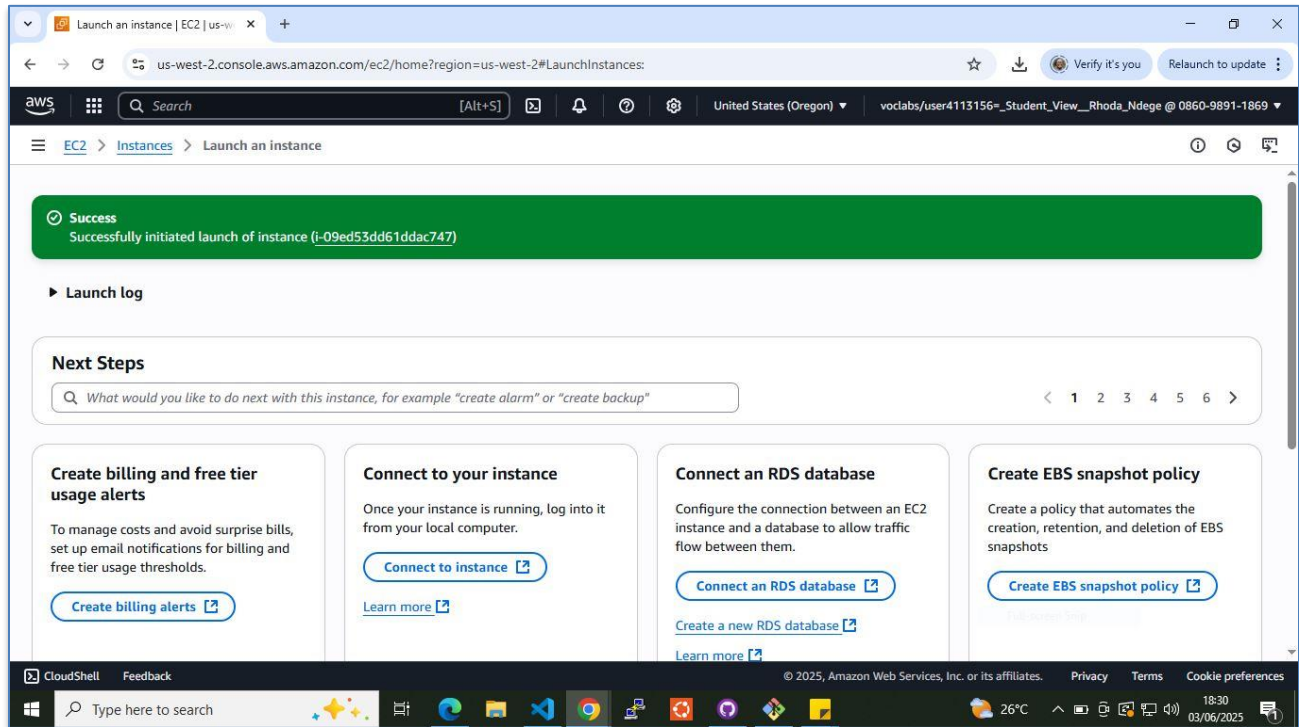 Launch an instance | EC2 | us-w
us-west-2.console.aws.amazon.com/ec2/home?region=us-west-2#LaunchInstances:
Verify it's you
Relaunch to update
aws
Search
[Alt+S]
United States (Oregon)
voclabs/user4113156=_Student_View__Rhoda_Ndege @ 0860-9891-1869
EC2 > Instances > Launch an instance
Success
Successfully initiated launch of instance (i-09ed53dd61ddac747)
Launch log
Next Steps
What would you like to do next with this instance, for example "create alarm" or "create backup"
1 2 3 4 5 6
Create billing and free tier
usage alerts
To manage costs and avoid surprise bills,
set up email notifications for billing and
free tier usage thresholds.
Create billing alerts
Connect to your instance
Once your instance is running, log into it
from your local computer.
Connect to instance
Learn more
Connect an RDS database
Configure the connection between an EC2
instance and a database to allow traffic
flow between them.
Connect an RDS database
Create a new RDS database
Learn more
Create EBS snapshot policy
Create a policy that automates the
creation, retention, and deletion of EBS
snapshots
Create EBS snapshot policy
CloudShell
Feedback
© 2025, Amazon Web Services, Inc. or its affiliates.
Privacy
Terms
Cookie preferences
Type here to search
26°C
18:30
03/06/2025
1